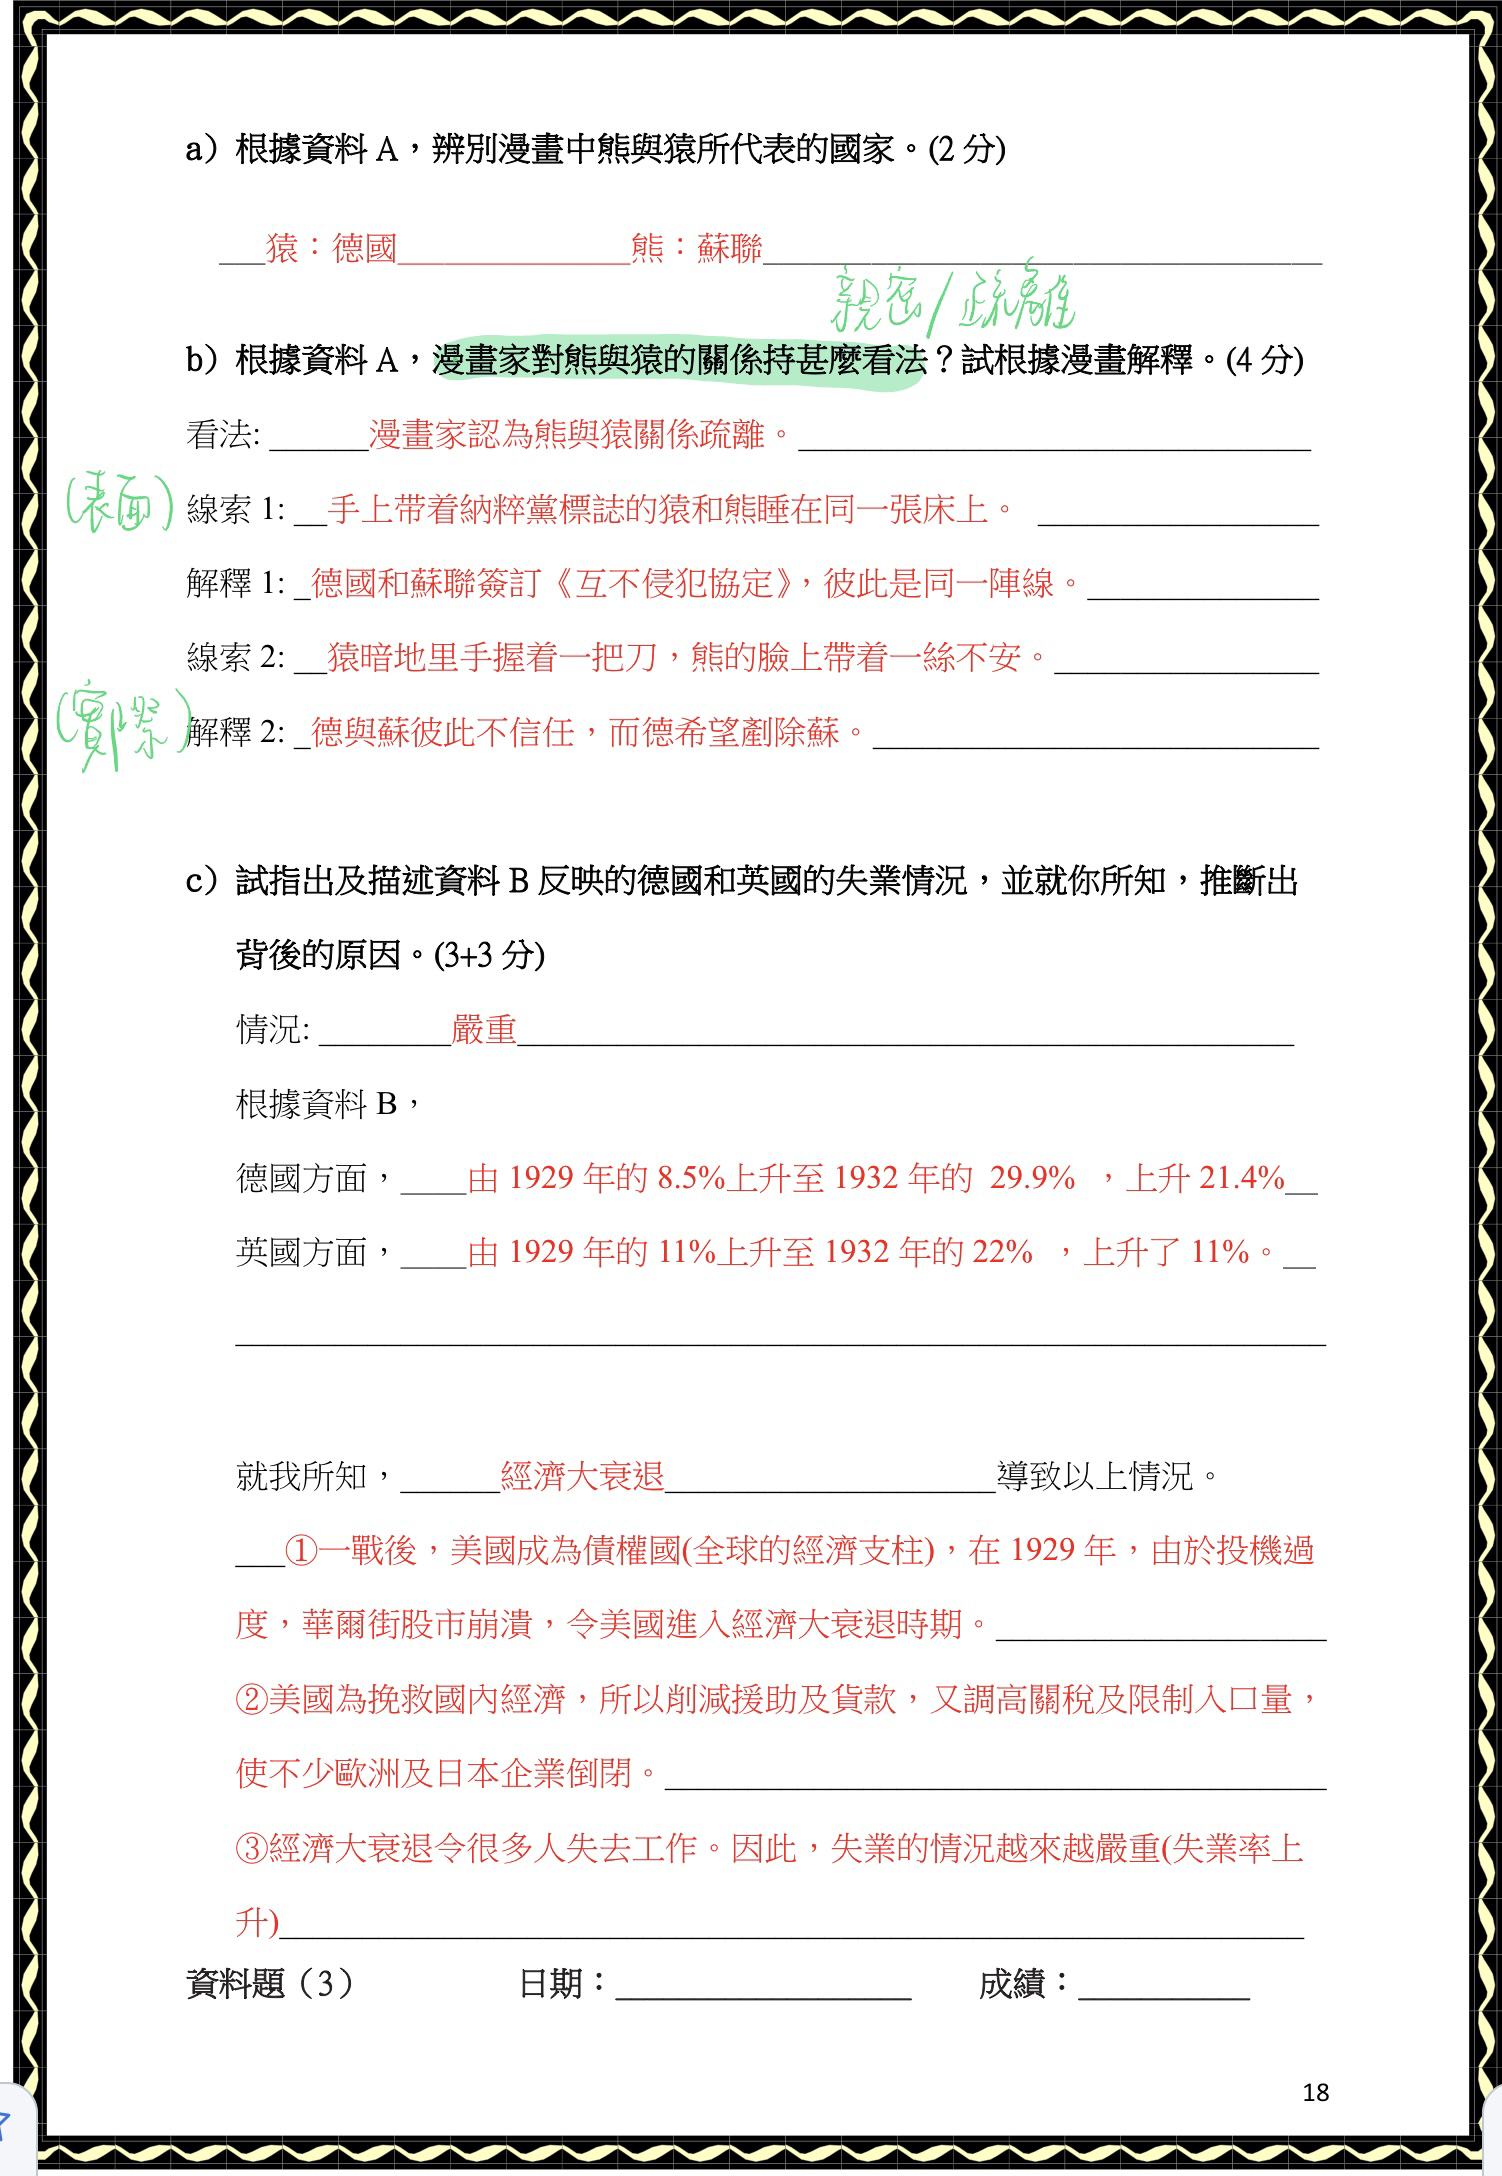 a）根據資料 A，辨別漫畫中熊與猿所代表的國家。(2 分)
___猿：德國______________熊：蘇聯__________________________________
親密/疏離
b）根據資料 A，漫畫家對熊與猿的關係持甚麼看法？試根據漫畫解釋。(4 分)
看法: ______漫畫家認為熊與猿關係疏離。_______________________________
(表面) 線索 1: __手上带着納粹黨標誌的猿和熊睡在同一張床上。 _________________
解釋 1: _德國和蘇聯簽訂《互不侵犯協定》，彼此是同一陣線。______________
線索 2: __猿暗地里手握着一把刀，熊的臉上帶着一絲不安。________________
(實際) 解釋 2: _德與蘇彼此不信任，而德希望剷除蘇。___________________________
c）試指出及描述資料 B 反映的德國和英國的失業情況，並就你所知，推斷出
背後的原因。(3+3 分)
情況: ________嚴重_______________________________________________
根據資料 B，
德國方面，____由 1929 年的 8.5%上升至 1932 年的 29.9% ，上升 21.4%__
英國方面，____由 1929 年的 11%上升至 1932 年的 22% ，上升了 11%。__
__________________________________________________________________
就我所知，______經濟大衰退____________________導致以上情況。
___①一戰後，美國成為債權國(全球的經濟支柱)，在 1929 年，由於投機過
度，華爾街股市崩潰，令美國進入經濟大衰退時期。____________________
②美國為挽救國內經濟，所以削減援助及貨款，又調高關稅及限制入口量，
使不少歐洲及日本企業倒閉。________________________________________
③經濟大衰退令很多人失去工作。因此，失業的情況越來越嚴重(失業率上
升)______________________________________________________________
資料題（3） 日期：__________________ 成績：__________
18